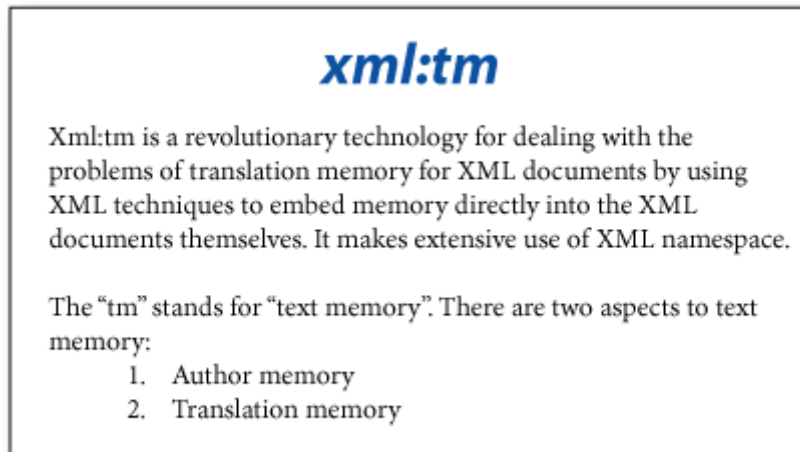 xml:tm
Xml:tm is a revolutionary technology for dealing with the
problems of translation memory for XML documents by using
XML techniques to embed memory directly into the XML
documents themselves. It makes extensive use of XML namespace.
The “tm” stands for “text memory”. There are two aspects to text
memory:
1. Author memory
2. Translation memory